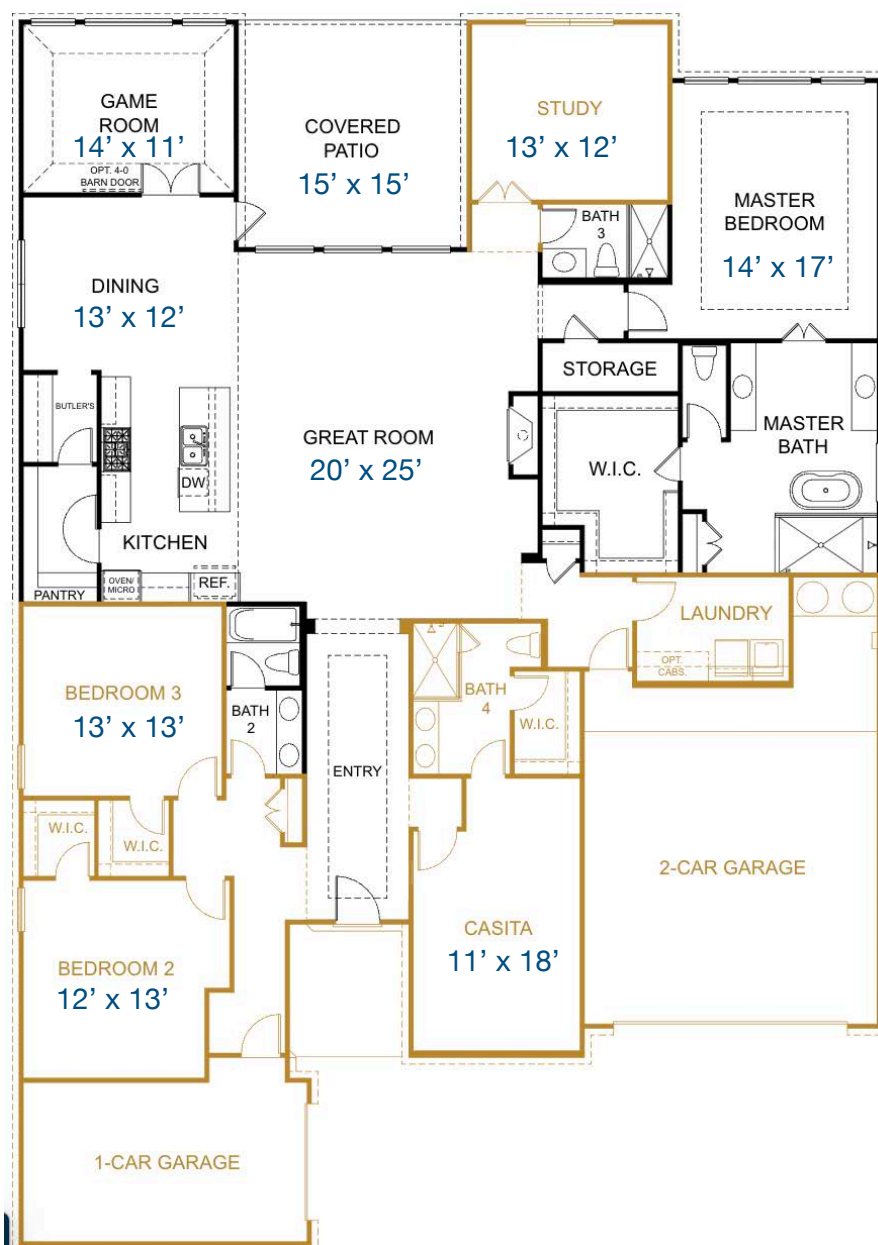 GAME
ROOM
14’ x 11’
OPT. 4-0
BARN DOOR
COVERED
PATIO
15’ x 15’
STUDY
13’ x 12’
BATH
3
MASTER
BEDROOM
14’ x 17’
DINING
13’ x 12’
STORAGE
BUTLER'S
DW
GREAT ROOM
20’ x 25’
W.I.C.
MASTER
BATH
KITCHEN
PANTRY
OVEN/
MICRO
REF.
LAUNDRY
OPT.
CABS.
BEDROOM 3
13’ x 13’
BATH
2
BATH
4
W.I.C.
ENTRY
W.I.C.
W.I.C.
2-CAR GARAGE
CASITA
11’ x 18’
BEDROOM 2
12’ x 13’
1-CAR GARAGE